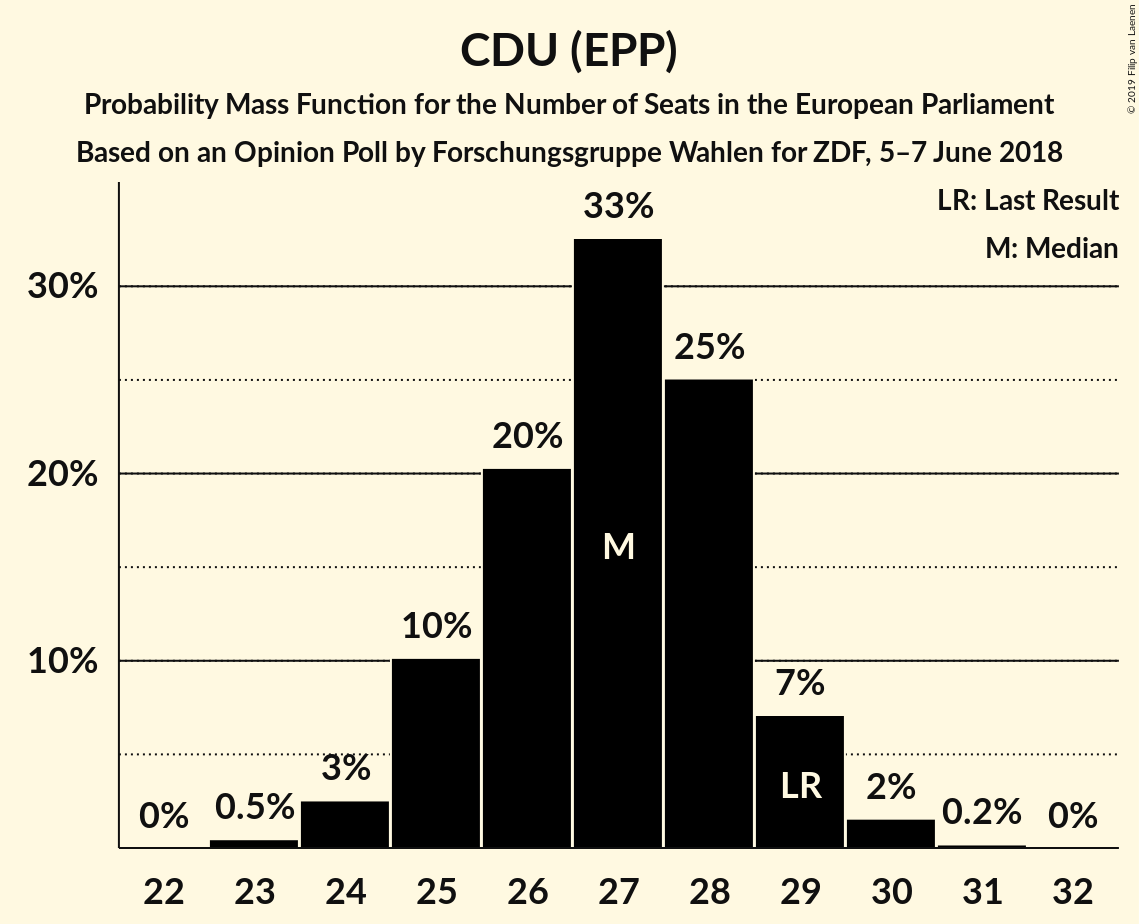 CDU (EPP)
Probability Mass Function for the Number of Seats in the European Parliament
Based on an Opinion Poll by Forschungsgruppe Wahlen for ZDF, 5–7 June 2018
© 2019 Filip van Laenen
LR: Last Result
M: Median
33%
30%
25%
20%
20%
M
10%
10%
7%
3%
LR
2%
0%
0.5%
0.2%
0%
22 23 24 25 26 27 28 29 30 31 32